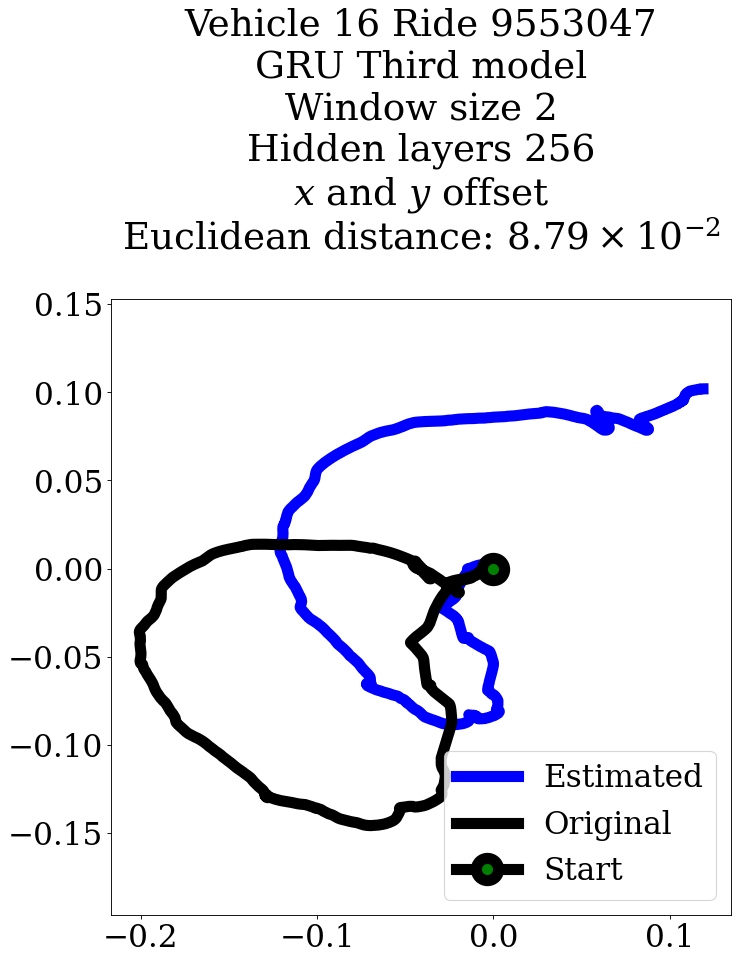 Vehicle 16 Ride 9553047
GRU Third model
Window size 2
Hidden layers 256
x and y offset
Euclidean distance: 8.79 × 10⁻²
0.15
0.10
0.05
0.00
−0.05
−0.10
−0.15
−0.2
−0.1
0.0
0.1
Estimated
Original
Start